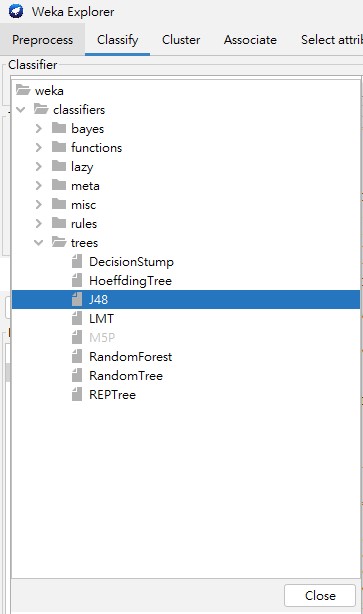 Weka Explorer
Preprocess Classify Cluster Associate Select attri
Classifier
weka
classifiers
bayes
functions
lazy
meta
misc
rules
trees
DecisionStump
HoeffdingTree
J48
LMT
M5P
RandomForest
RandomTree
REPTree
Close